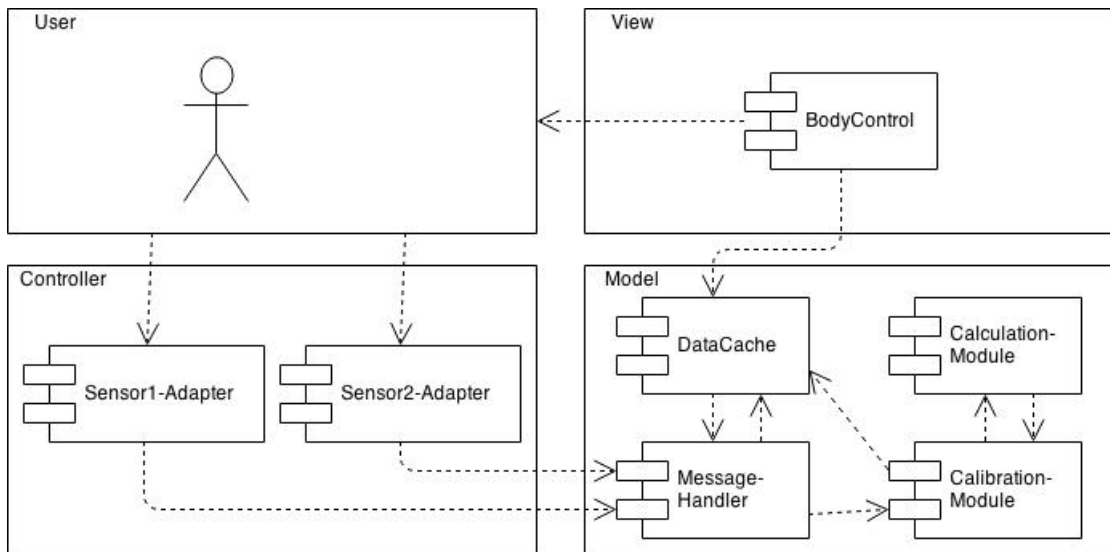 User
View
BodyControl
Controller
Sensor1-Adapter
Sensor2-Adapter
Model
DataCache
Calculation-
Module
Message-
Handler
Calibration-
Module